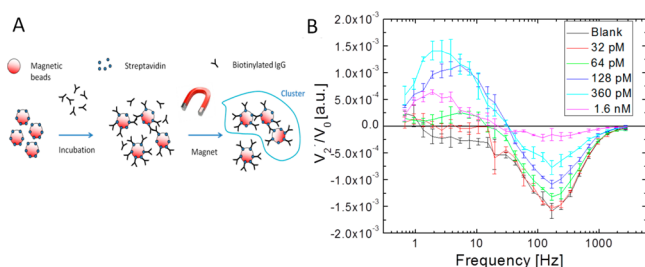 A
Magnetic beads
Streptavidin
Biotinylated IgG
Cluster
Incubation
Magnet
B
V₂'/V₀ [a.u.]
2.0x10⁻³
1.5x10⁻³
1.0x10⁻³
5.0x10⁻⁴
0.0
-5.0x10⁻⁴
-1.0x10⁻³
-1.5x10⁻³
-2.0x10⁻³
Blank
32 pM
64 pM
128 pM
360 pM
1.6 nM
1
10
100
1000
Frequency [Hz]